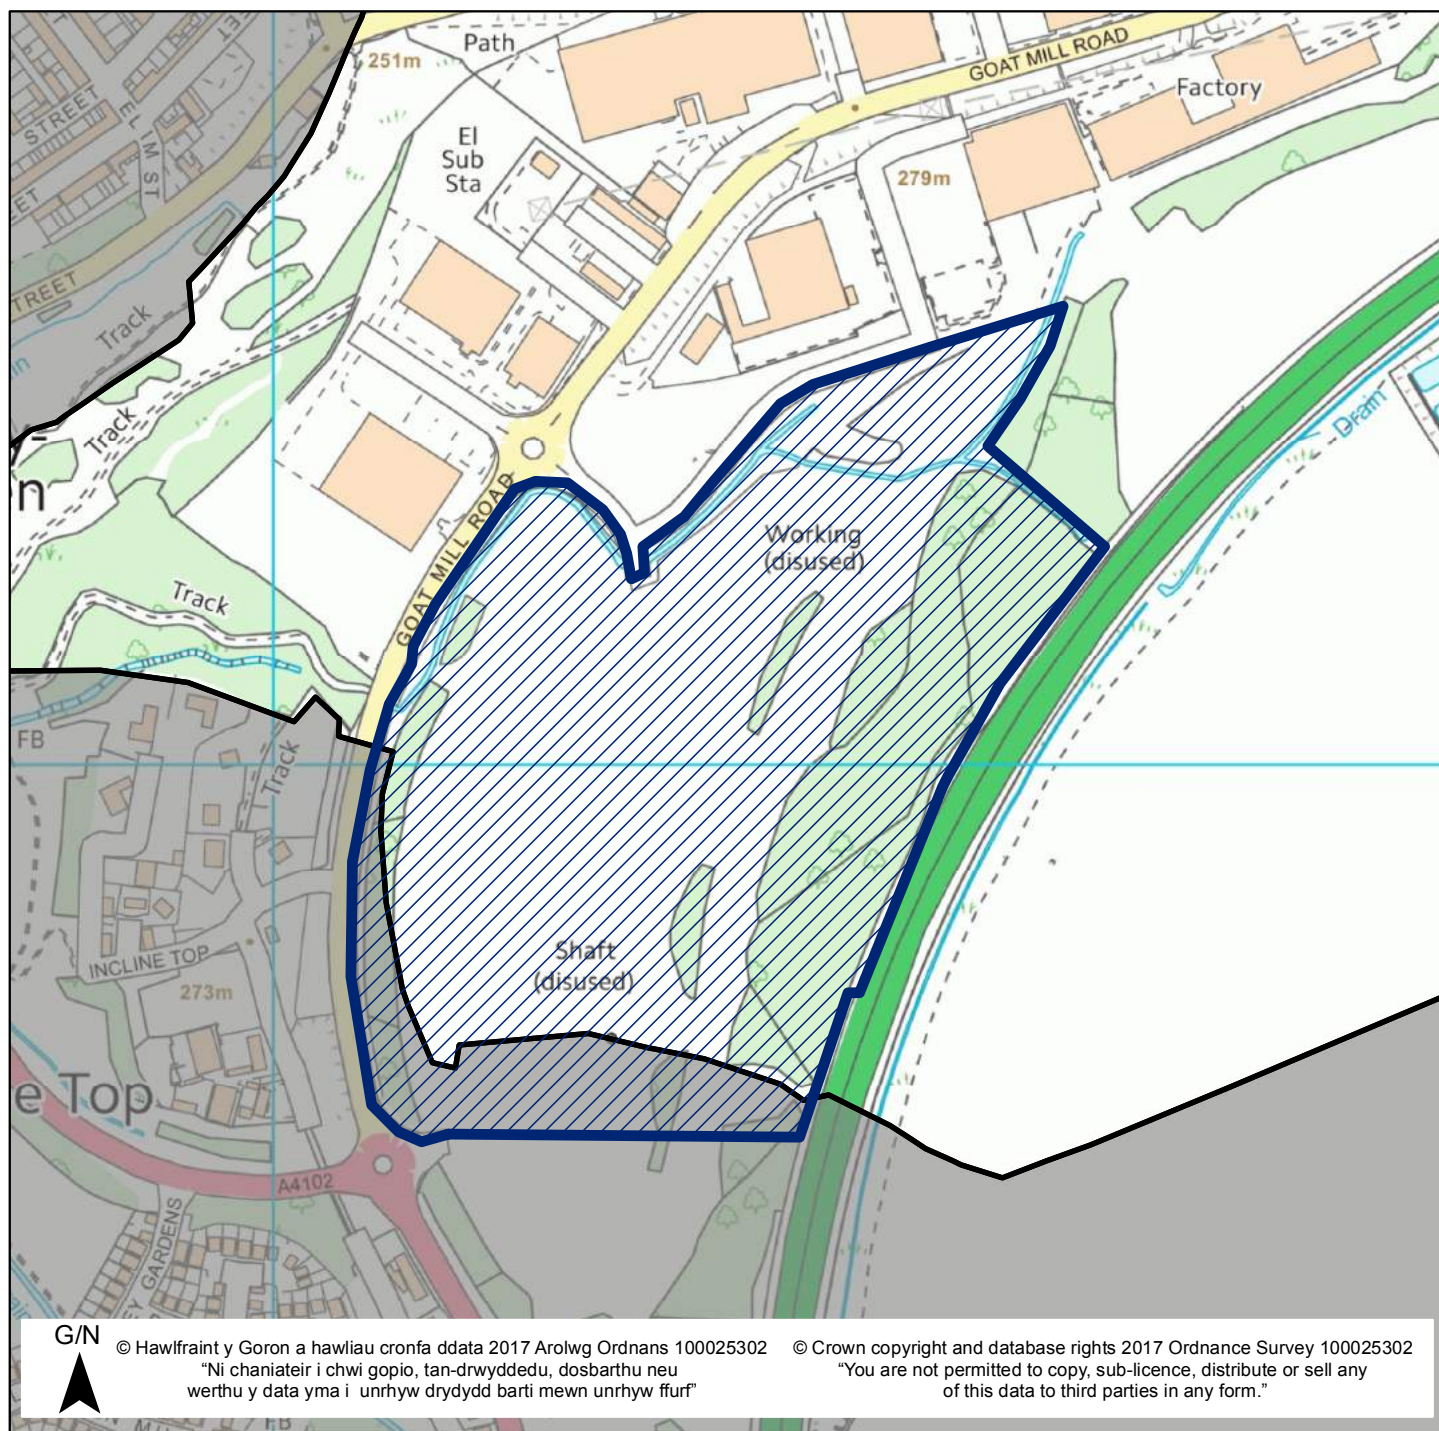 Path
251m
GOAT MILL ROAD
Factory
STREET
ELIM ST
El
Sub
Sta
279m
TREET
Track
Track
Drain
n
GOAT MILL ROAD
Working
(disused)
Track
FB
Track
INCLINE TOP
273m
Shaft
(disused)
e Top
A4102
GARDENS
G/N
© Hawlfraint y Goron a hawliau cronfa ddata 2017 Arolwg Ordnans 100025302
“Ni chaniateir i chwi gopio, tan-drwyddedu, dosbarthu neu
werthu y data yma i unrhyw drydydd barti mewn unrhyw ffurf”
© Crown copyright and database rights 2017 Ordnance Survey 100025302
“You are not permitted to copy, sub-licence, distribute or sell any
of this data to third parties in any form.”
FB